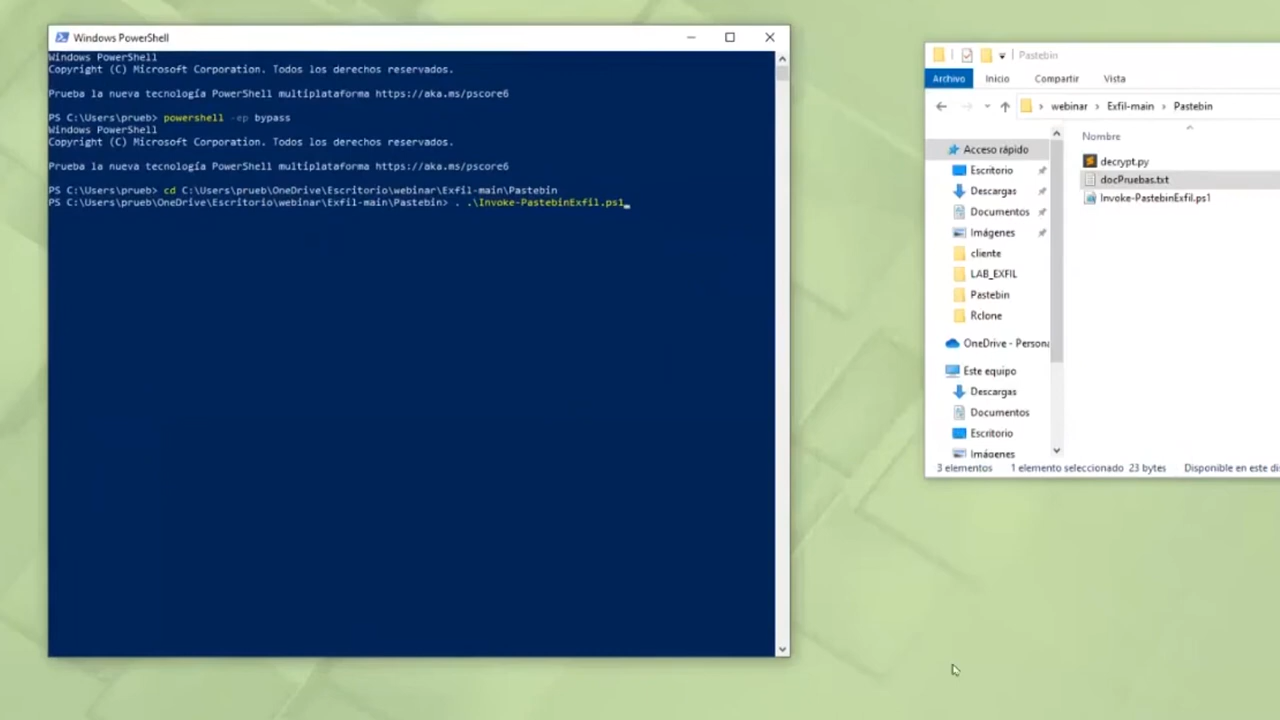 Windows PowerShell
Windows PowerShell
Copyright (C) Microsoft Corporation. Todos los derechos reservados.
Prueba la nueva tecnología PowerShell multiplataforma https://aka.ms/pscore6
PS C:\Users\prueb> powershell -ep bypass
Windows PowerShell
Copyright (C) Microsoft Corporation. Todos los derechos reservados.
Prueba la nueva tecnología PowerShell multiplataforma https://aka.ms/pscore6
PS C:\Users\prueb> cd C:\Users\prueb\OneDrive\Escritorio\webinar\Exfil-main\Pastebin
PS C:\Users\prueb\OneDrive\Escritorio\webinar\Exfil-main\Pastebin> . .\Invoke-PastebinExfil.ps1
Pastebin
Archivo Inicio Compartir Vista
webinar Exfil-main Pastebin
Nombre
Acceso rápido
Escritorio
Descargas
Documentos
Imágenes
cliente
LAB_EXFIL
Pastebin
Rclone
OneDrive - Persona
Este equipo
Descargas
Documentos
Escritorio
Imágenes
decrypt.py
docPruebas.txt
Invoke-PastebinExfil.ps1
3 elementos 1 elemento seleccionado 23 bytes Disponible en este di